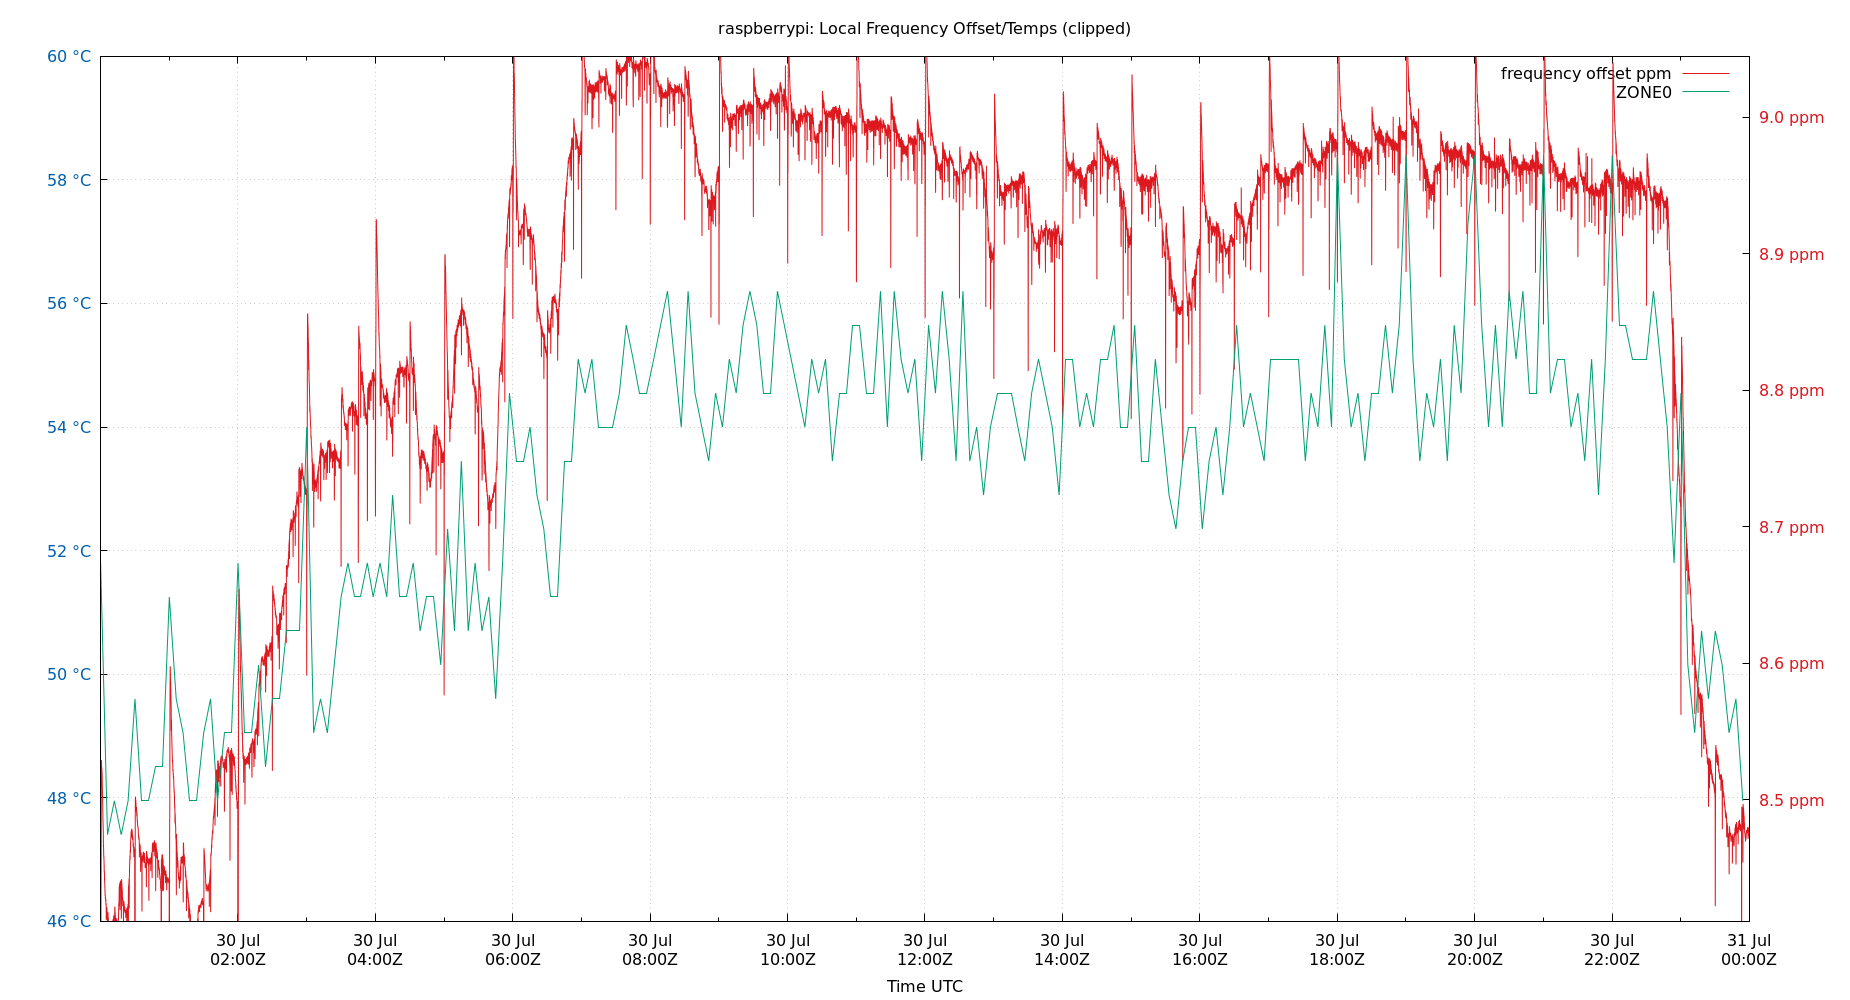 raspberrypi: Local Frequency Offset/Temps (clipped)
frequency offset ppm
ZONE0
60 °C
58 °C
56 °C
54 °C
52 °C
50 °C
48 °C
46 °C
9.0 ppm
8.9 ppm
8.8 ppm
8.7 ppm
8.6 ppm
8.5 ppm
30 Jul
02:00Z
30 Jul
04:00Z
30 Jul
06:00Z
30 Jul
08:00Z
30 Jul
10:00Z
30 Jul
12:00Z
30 Jul
14:00Z
30 Jul
16:00Z
30 Jul
18:00Z
30 Jul
20:00Z
30 Jul
22:00Z
31 Jul
00:00Z
Time UTC